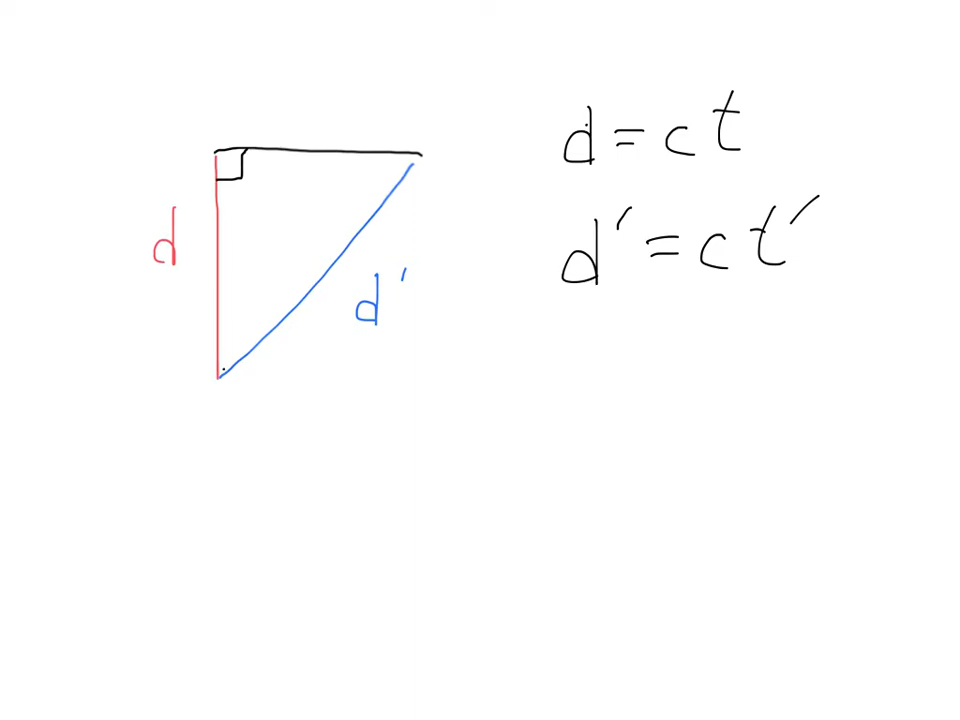 d = ct
d
d' = ct'
d'